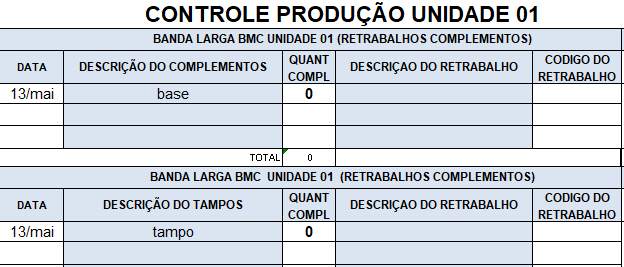 CONTROLE PRODUÇÃO UNIDADE 01
BANDA LARGA BMC UNIDADE 01 (RETRABALHOS COMPLEMENTOS)
DATA DESCRIÇÃO DO COMPLEMENTOS QUANT COMPL DESCRIÇAO DO RETRABALHO CODIGO DO RETRABALHO
13/mai base 0
TOTAL 0
BANDA LARGA BMC UNIDADE 01 (RETRABALHOS COMPLEMENTOS)
DATA DESCRIÇÃO DO TAMPOS QUANT COMPL DESCRIÇAO DO RETRABALHO CODIGO DO RETRABALHO
13/mai tampo 0